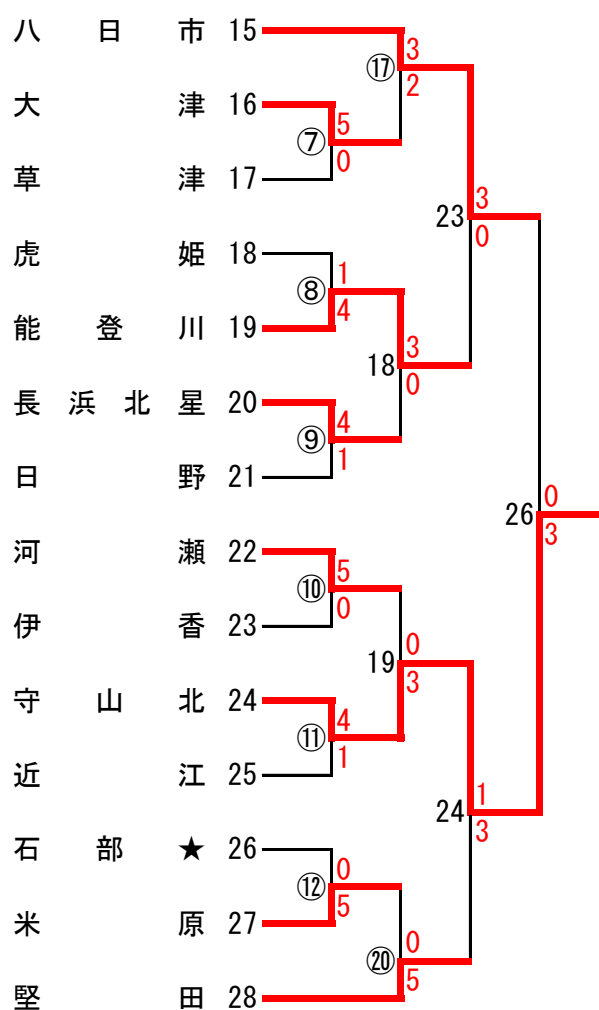 八日市 15
3
⑰
2
大津 16
5
⑦
0
草津 17
3
23
0
虎姫 18
1
⑧
4
能登川 19
3
18
0
長浜北星 20
4
⑨
1
日野 21
0
26
3
河瀬 22
5
⑩
0
伊香 23
0
19
3
守山北 24
4
⑪
1
近江 25
1
24
3
石部★ 26
0
⑫
5
米原 27
0
⑳
5
堅田 28